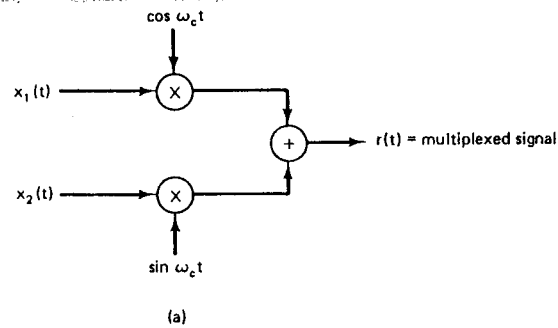 cos ω_c t
x_1(t)
×
+
r(t) = multiplexed signal
x_2(t)
×
sin ω_c t
(a)